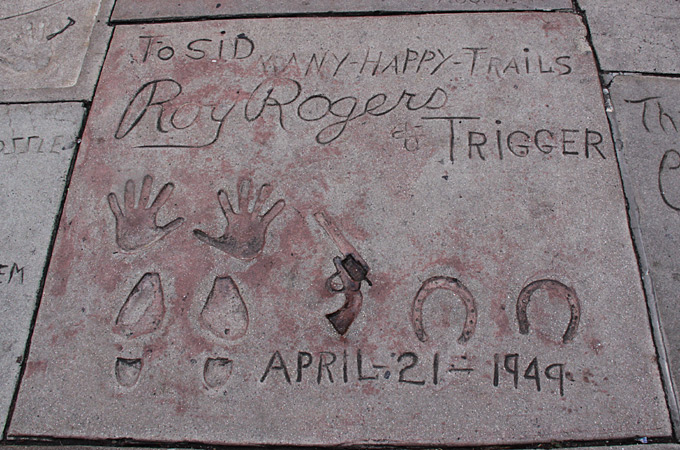 To SID MANY-HAPPY-TRAILS
Roy Rogers
& TRIGGER
APRIL-21-1949